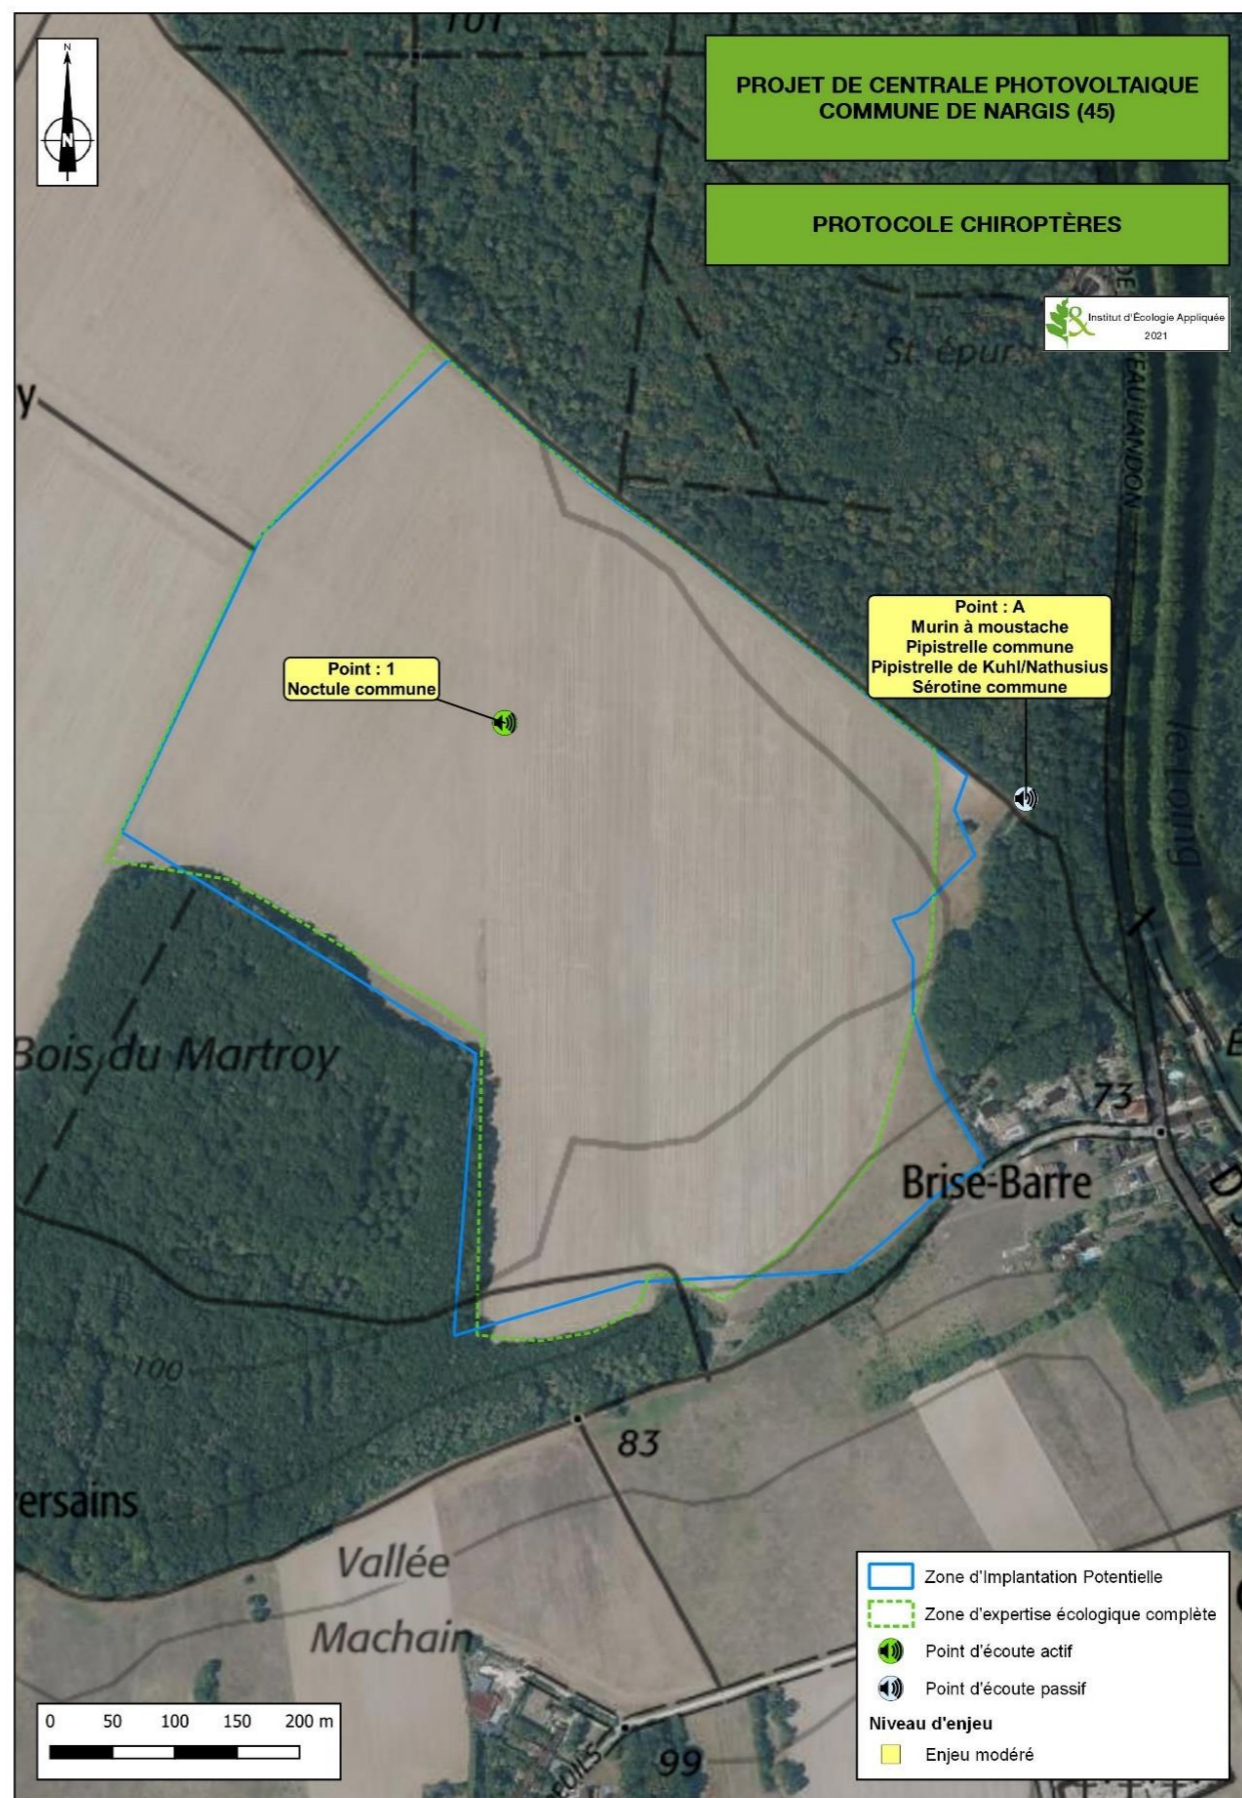 101
N
N
PROJET DE CENTRALE PHOTOVOLTAIQUE
COMMUNE DE NARGIS (45)
PROTOCOLE CHIROPTÈRES
DE
Institut d'Écologie Appliquée
2021
St. épur.
LANDON
y
Point : A
Murin à moustache
Pipistrelle commune
Pipistrelle de Kuhl/Nathusius
Sérotine commune
Point : 1
Noctule commune
le Loing
Bois du Martroy
73
Brise-Barre
100
83
ersains
Vallée
Machain
99
Zone d'Implantation Potentielle
Zone d'expertise écologique complète
Point d'écoute actif
Point d'écoute passif
Niveau d'enjeu
Enjeu modéré
0 50 100 150 200 m